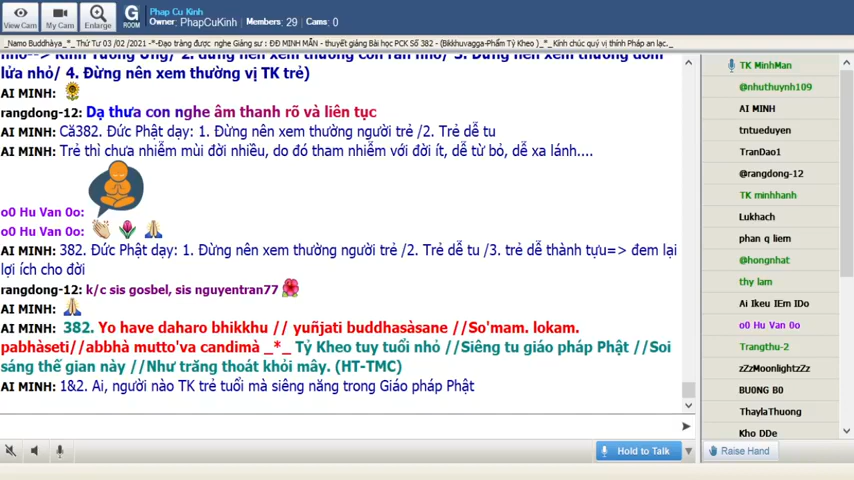 Phap Cu Kinh
Owner: PhapCuKinh , Members: 29 , Cams: 0
View Cam
My Cam
Enlarge
G
ROOM
_Namo Buddhàya_*_ Thứ Tư 03 /02 /2021 -*-Đạo tràng được nghe Giảng sư : ĐĐ MINH MẪN - thuyết giảng Bài học PCK Số 382 - (Bikkhuvagga-Phẩm Tỳ Kheo )_*_ Kính chúc quý vị thính Pháp an lạc._
lửa nhỏ/ 4. Đừng nên xem thường vị TK trẻ)
AI MINH:
rangdong-12: Dạ thưa con nghe âm thanh rõ và liên tục
AI MINH: Că382. Đức Phật dạy: 1. Đừng nên xem thường người trẻ /2. Trẻ dễ tu
AI MINH: Trẻ thì chưa nhiễm mùi đời nhiều, do đó tham nhiễm với đời ít, dễ từ bỏ, dễ xa lánh....
o0 Hu Van 0o:
o0 Hu Van 0o:
AI MINH: 382. Đức Phật dạy: 1. Đừng nên xem thường người trẻ /2. Trẻ dễ tu /3. trẻ dễ thành tựu=> đem lại
lợi ích cho đời
rangdong-12: k/c sis gosbel, sis nguyentran77
AI MINH:
AI MINH: 382. Yo have daharo bhikkhu // yuñjati buddhasàsane //So'mam. lokam.
pabhàseti//abbhà mutto'va candimà _*_ Tỷ Kheo tuy tuổi nhỏ //Siêng tu giáo pháp Phật //Soi
sáng thế gian này //Như trăng thoát khỏi mây. (HT-TMC)
AI MINH: 1&2. Ai, người nào TK trẻ tuổi mà siêng năng trong Giáo pháp Phật
TK MinhMan
@nhuthuynh109
AI MINH
tntueduyen
TranDao1
@rangdong-12
TK minhhanh
Lukhach
phan q liem
@hongnhat
thy lam
Ai Ikeu IEm IDo
o0 Hu Van 0o
Trangthu-2
zZzMoonlightzZz
BU0NG B0
ThaylaThuong
Kho DDe
Hold to Talk
Raise Hand